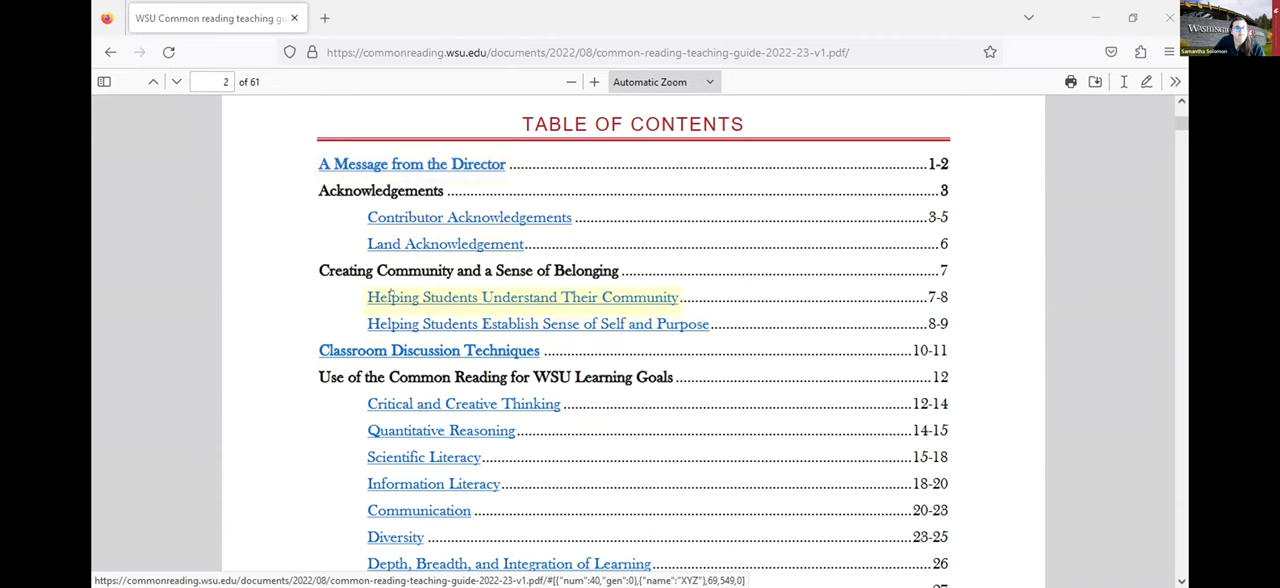 WSU Common reading teaching gu
https://commonreading.wsu.edu/documents/2022/08/common-reading-teaching-guide-2022-23-v1.pdf/
WASHINGT
Samantha Solomon
2 of 61
Automatic Zoom
TABLE OF CONTENTS
A Message from the Director 1-2
Acknowledgements 3
Contributor Acknowledgements 3-5
Land Acknowledgement 6
Creating Community and a Sense of Belonging 7
Helping Students Understand Their Community 7-8
Helping Students Establish Sense of Self and Purpose 8-9
Classroom Discussion Techniques 10-11
Use of the Common Reading for WSU Learning Goals 12
Critical and Creative Thinking 12-14
Quantitative Reasoning 14-15
Scientific Literacy 15-18
Information Literacy 18-20
Communication 20-23
Diversity 23-25
Depth, Breadth, and Integration of Learning 26
https://commonreading.wsu.edu/documents/2022/08/common-reading-teaching-guide-2022-23-v1.pdf/#[{"num":40,"gen":0},{"name":"XYZ"},69,549,0]